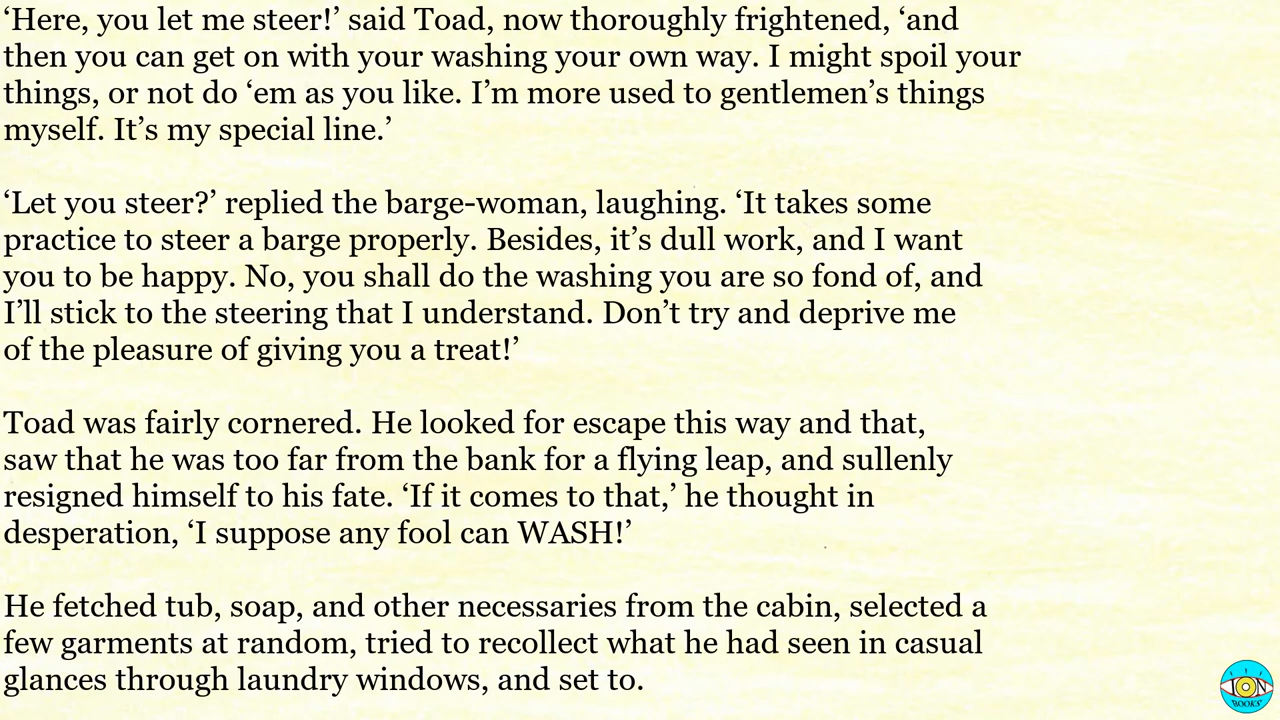 ‘Here, you let me steer!’ said Toad, now thoroughly frightened, ‘and
then you can get on with your washing your own way. I might spoil your
things, or not do ‘em as you like. I’m more used to gentlemen’s things
myself. It’s my special line.’
‘Let you steer?’ replied the barge-woman, laughing. ‘It takes some
practice to steer a barge properly. Besides, it’s dull work, and I want
you to be happy. No, you shall do the washing you are so fond of, and
I’ll stick to the steering that I understand. Don’t try and deprive me
of the pleasure of giving you a treat!’
Toad was fairly cornered. He looked for escape this way and that,
saw that he was too far from the bank for a flying leap, and sullenly
resigned himself to his fate. ‘If it comes to that,’ he thought in
desperation, ‘I suppose any fool can WASH!’
He fetched tub, soap, and other necessaries from the cabin, selected a
few garments at random, tried to recollect what he had seen in casual
glances through laundry windows, and set to.
ION
BOOKS